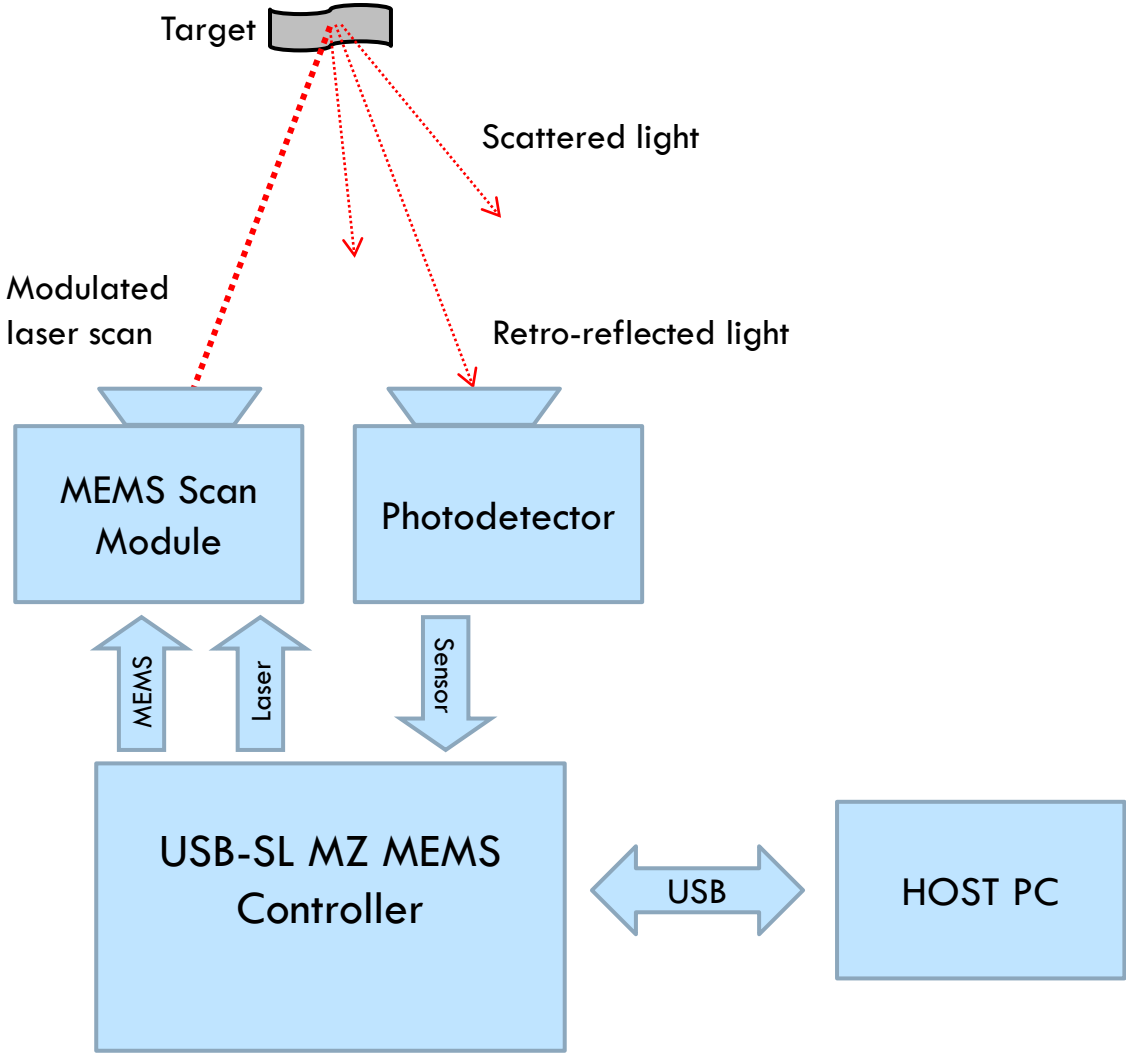 Target
Scattered light
Modulated
laser scan
Retro-reflected light
MEMS Scan
Module
Photodetector
MEMS
Laser
Sensor
USB-SL MZ MEMS
Controller
USB
HOST PC